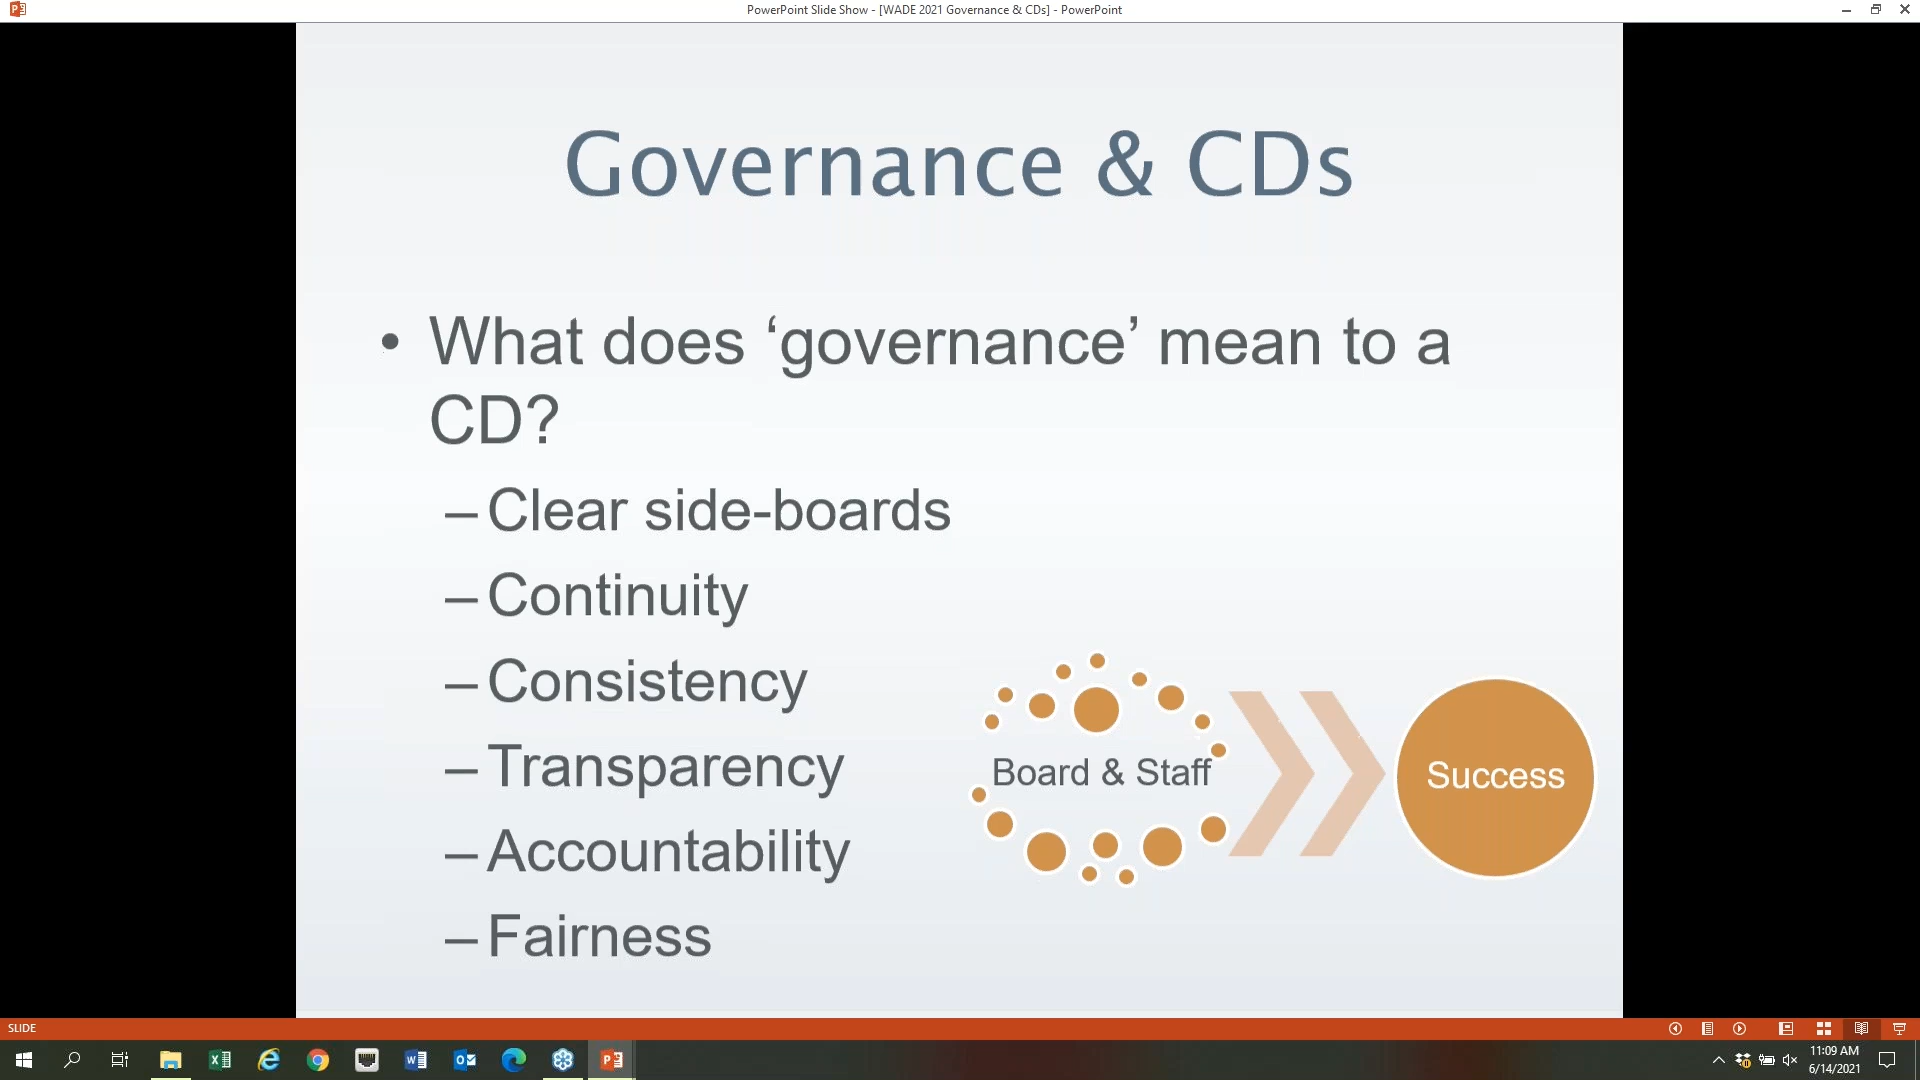 PowerPoint Slide Show - [WADE 2021 Governance & CDs] - PowerPoint
Governance & CDs
• What does ‘governance’ mean to a
CD?
– Clear side-boards
– Continuity
– Consistency
– Transparency
– Accountability
– Fairness
Board & Staff
Success
SLIDE
11:09 AM
6/14/2021